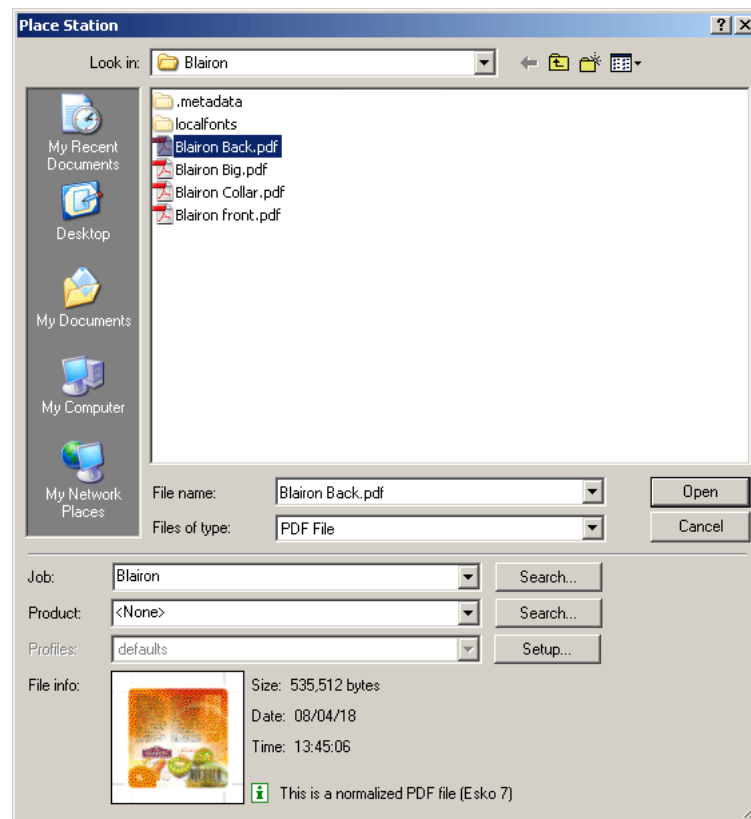 Place Station
Look in: Blairon
.metadata
localfonts
Blairon Back.pdf
Blairon Big.pdf
Blairon Collar.pdf
Blairon front.pdf
My Recent
Documents
Desktop
My Documents
My Computer
My Network
Places
File name: Blairon Back.pdf Open
Files of type: PDF File Cancel
Job: Blairon Search...
Product: <None> Search...
Profiles: defaults Setup...
File info: Size: 535,512 bytes
Date: 08/04/18
Time: 13:45:06
This is a normalized PDF file (Esko 7)